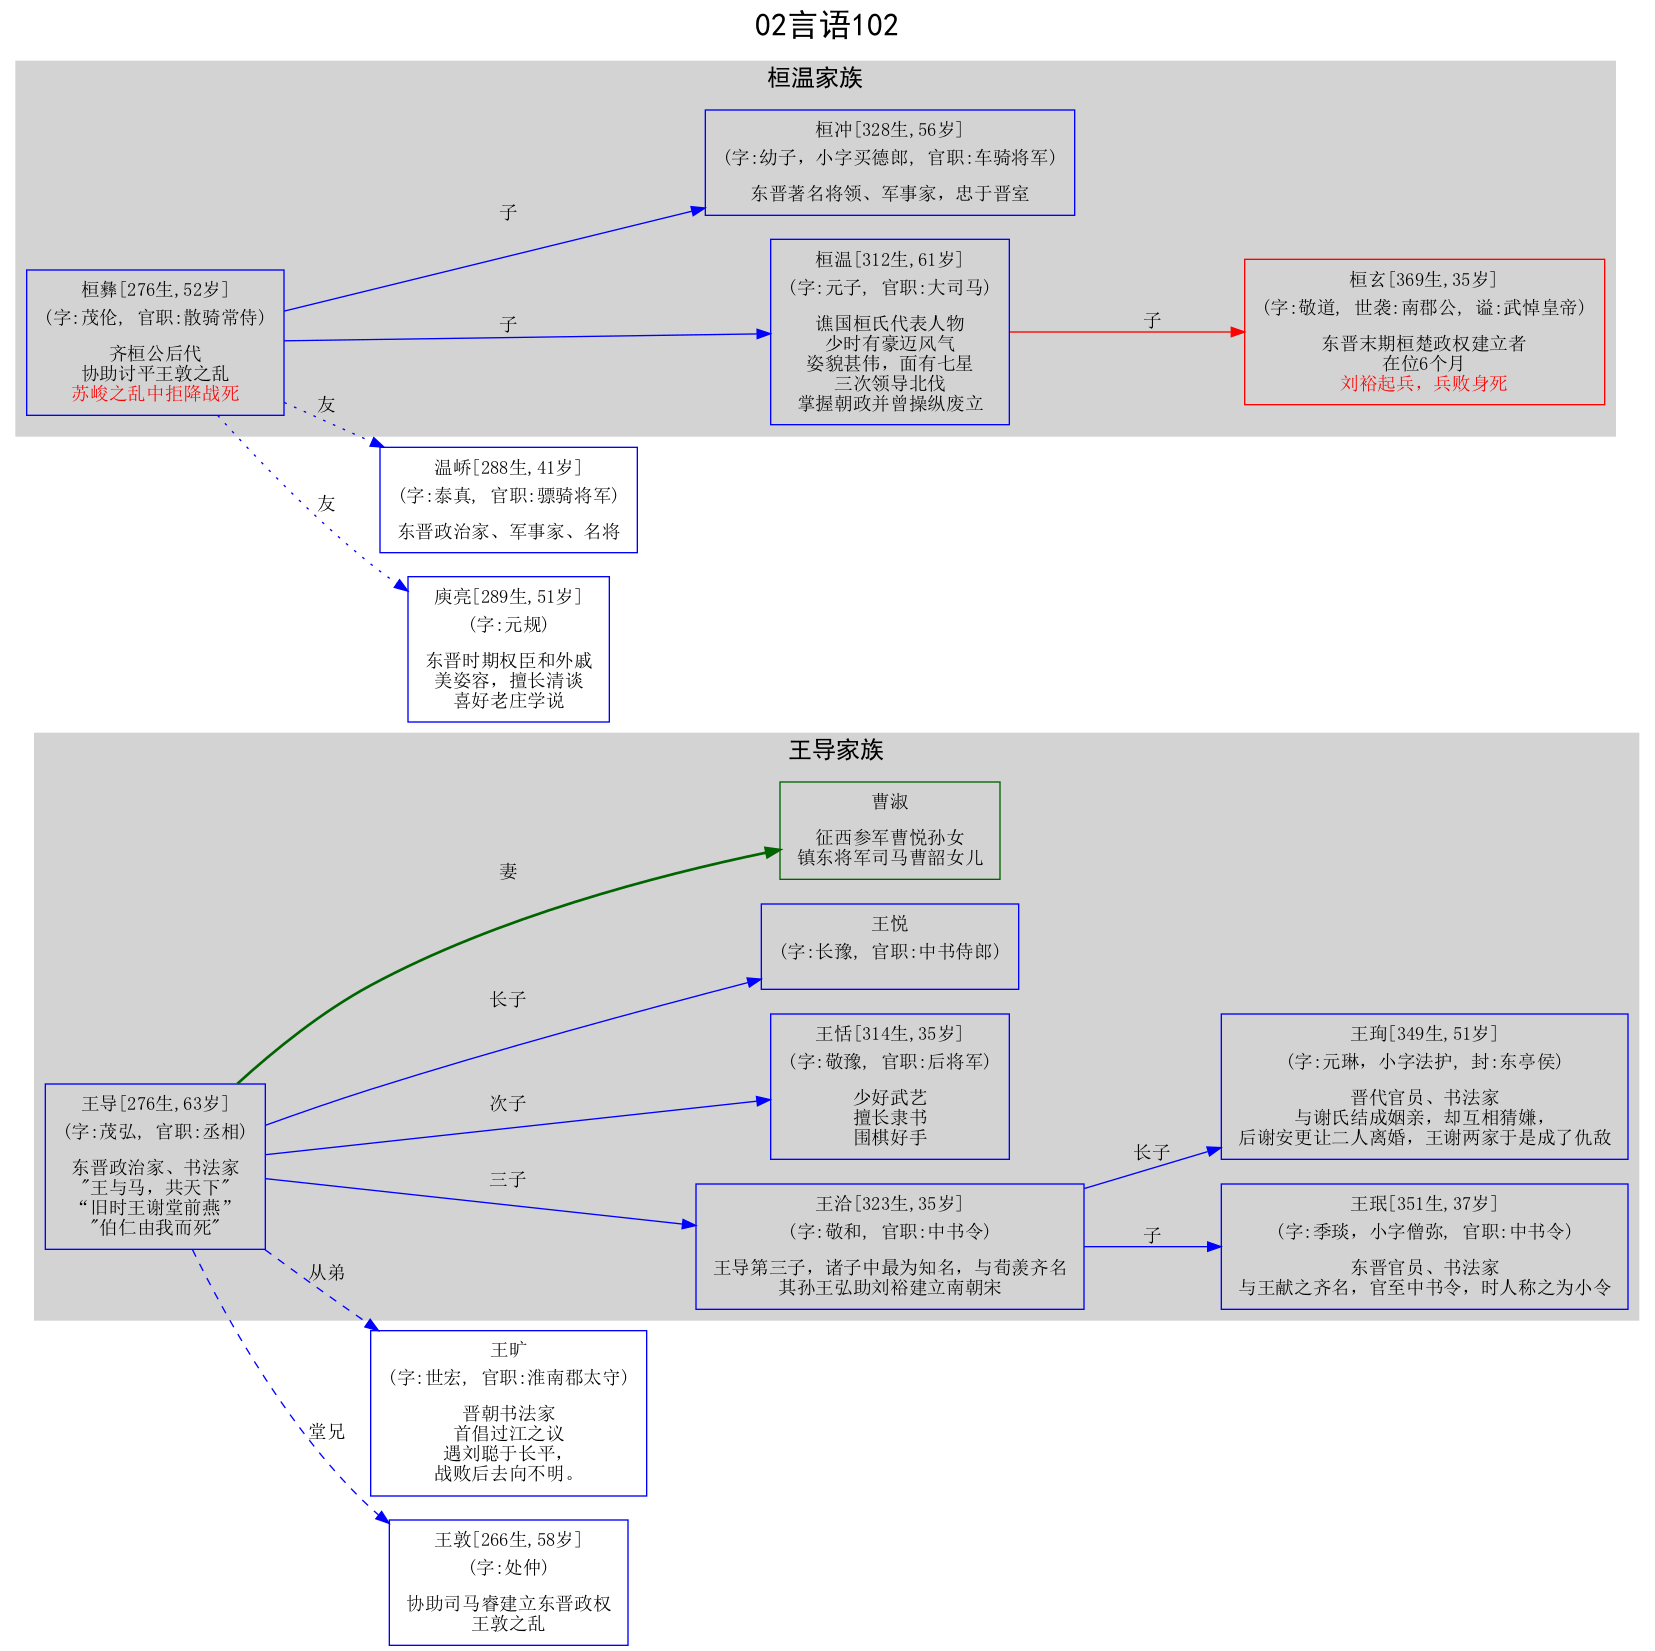 02言语102
桓温家族
桓冲[328生,56岁]
(字:幼子，小字买德郎, 官职:车骑将军)
东晋著名将领、军事家，忠于晋室
子
桓彝[276生,52岁]
(字:茂伦, 官职:散骑常侍)
齐桓公后代
协助讨平王敦之乱
苏峻之乱中拒降战死
子
桓温[312生,61岁]
(字:元子, 官职:大司马)
谯国桓氏代表人物
少时有豪迈风气
姿貌甚伟，面有七星
三次领导北伐
掌握朝政并曾操纵废立
子
桓玄[369生,35岁]
(字:敬道, 世袭:南郡公, 谥:武悼皇帝)
东晋末期桓楚政权建立者
在位6个月
刘裕起兵，兵败身死
友
温峤[288生,41岁]
(字:泰真, 官职:骠骑将军)
东晋政治家、军事家、名将
友
庾亮[289生,51岁]
(字:元规)
东晋时期权臣和外戚
美姿容，擅长清谈
喜好老庄学说
王导家族
曹淑
征西参军曹悦孙女
镇东将军司马曹韶女儿
妻
王悦
(字:长豫, 官职:中书侍郎)
长子
王恬[314生,35岁]
(字:敬豫, 官职:后将军)
少好武艺
擅长隶书
围棋好手
次子
王导[276生,63岁]
(字:茂弘, 官职:丞相)
东晋政治家、书法家
"王与马，共天下"
“旧时王谢堂前燕”
"伯仁由我而死"
三子
王洽[323生,35岁]
(字:敬和, 官职:中书令)
王导第三子，诸子中最为知名，与荀羡齐名
其孙王弘助刘裕建立南朝宋
长子
王珣[349生,51岁]
(字:元琳，小字法护, 封:东亭侯)
晋代官员、书法家
与谢氏结成姻亲，却互相猜嫌，
后谢安更让二人离婚，王谢两家于是成了仇敌
子
王珉[351生,37岁]
(字:季琰，小字僧弥, 官职:中书令)
东晋官员、书法家
与王献之齐名，官至中书令，时人称之为小令
从弟
王旷
(字:世宏, 官职:淮南郡太守)
晋朝书法家
首倡过江之议
遇刘聪于长平，
战败后去向不明。
堂兄
王敦[266生,58岁]
(字:处仲)
协助司马睿建立东晋政权
王敦之乱